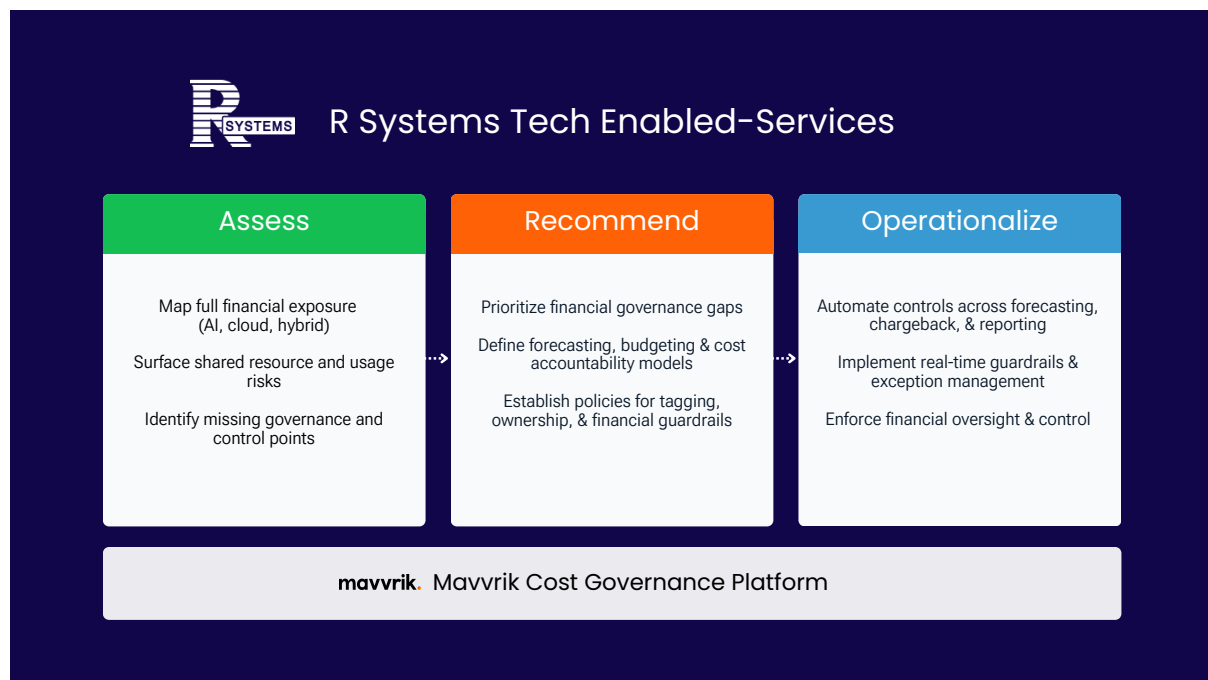 R SYSTEMS
R Systems Tech Enabled-Services
Assess
Map full financial exposure
(AI, cloud, hybrid)
Surface shared resource and usage
risks
Identify missing governance and
control points
Recommend
Prioritize financial governance gaps
Define forecasting, budgeting & cost
accountability models
Establish policies for tagging,
ownership, & financial guardrails
Operationalize
Automate controls across forecasting,
chargeback, & reporting
Implement real-time guardrails &
exception management
Enforce financial oversight & control
mavvrik. Mavvrik Cost Governance Platform